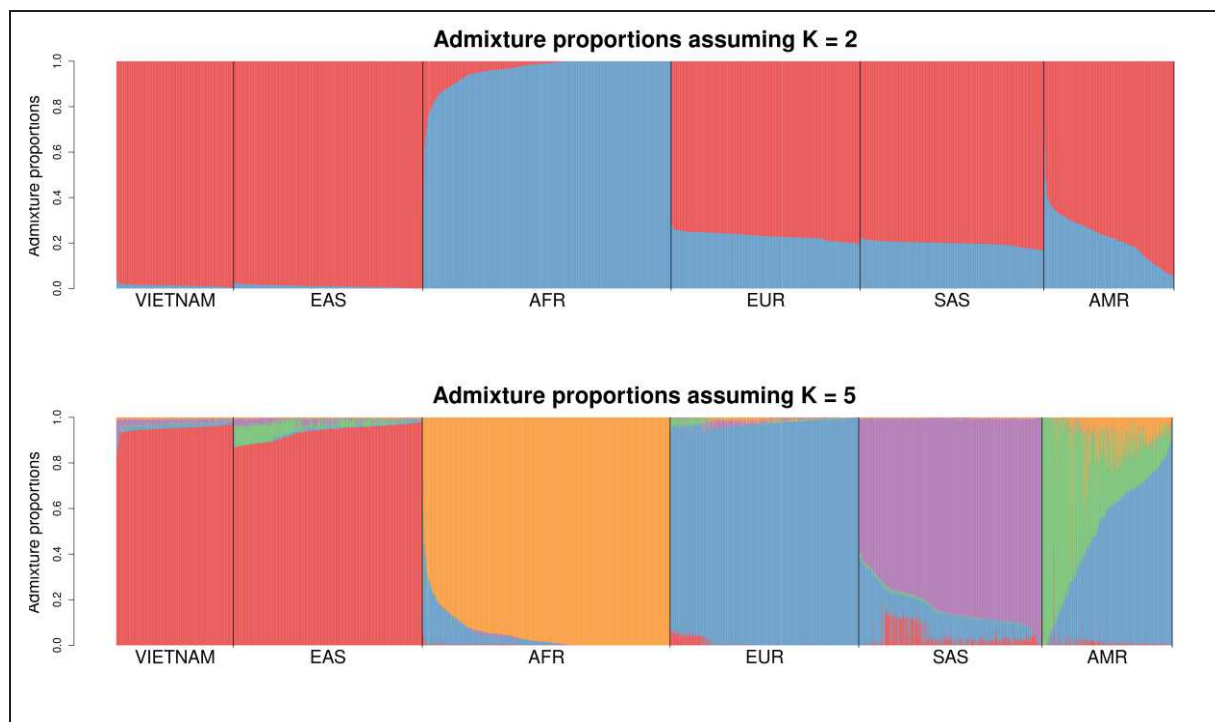 Admixture proportions assuming K = 2
Admixture proportions
1.0
0.8
0.6
0.4
0.2
0.0
VIETNAM EAS AFR EUR SAS AMR
Admixture proportions assuming K = 5
Admixture proportions
1.0
0.8
0.6
0.4
0.2
0.0
VIETNAM EAS AFR EUR SAS AMR